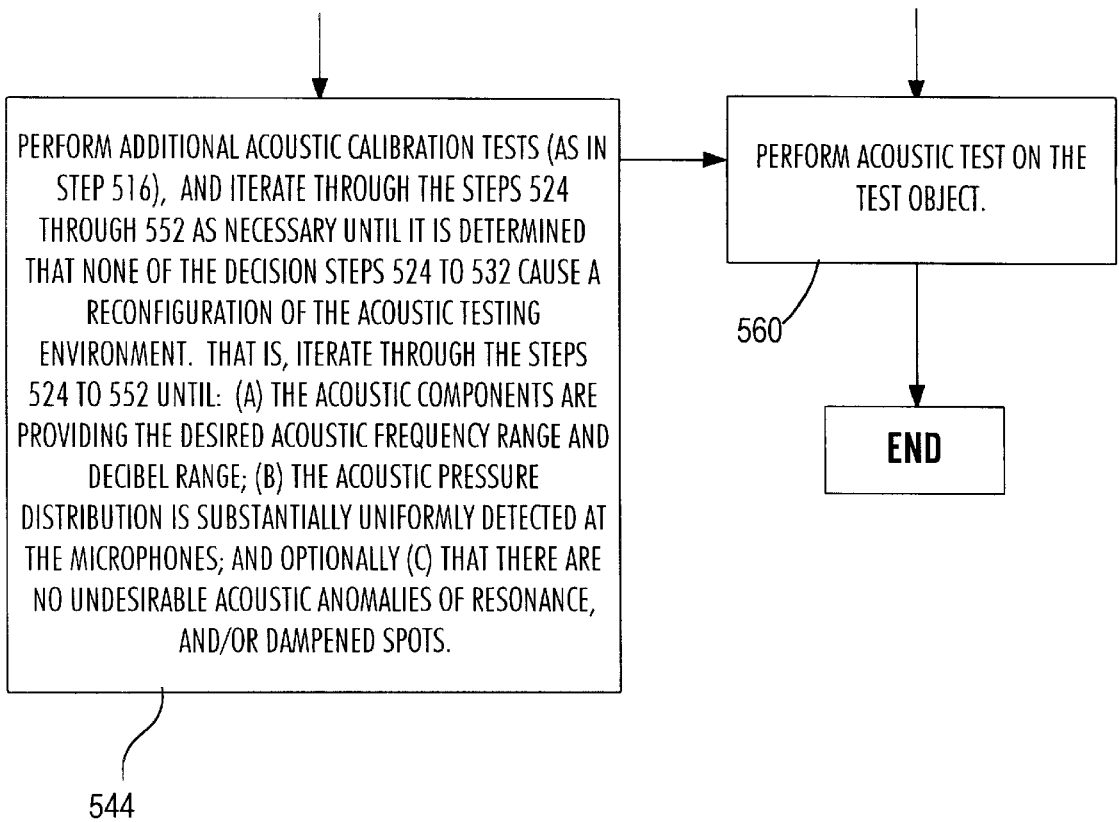 PERFORM ADDITIONAL ACOUSTIC CALIBRATION TESTS (AS IN
STEP 516), AND ITERATE THROUGH THE STEPS 524
THROUGH 552 AS NECESSARY UNTIL IT IS DETERMINED
THAT NONE OF THE DECISION STEPS 524 TO 532 CAUSE A
RECONFIGURATION OF THE ACOUSTIC TESTING
ENVIRONMENT. THAT IS, ITERATE THROUGH THE STEPS
524 TO 552 UNTIL: (A) THE ACOUSTIC COMPONENTS ARE
PROVIDING THE DESIRED ACOUSTIC FREQUENCY RANGE AND
DECIBEL RANGE; (B) THE ACOUSTIC PRESSURE
DISTRIBUTION IS SUBSTANTIALLY UNIFORMLY DETECTED AT
THE MICROPHONES; AND OPTIONALLY (C) THAT THERE ARE
NO UNDESIRABLE ACOUSTIC ANOMALIES OF RESONANCE,
AND/OR DAMPENED SPOTS.
544
PERFORM ACOUSTIC TEST ON THE
TEST OBJECT.
560
END